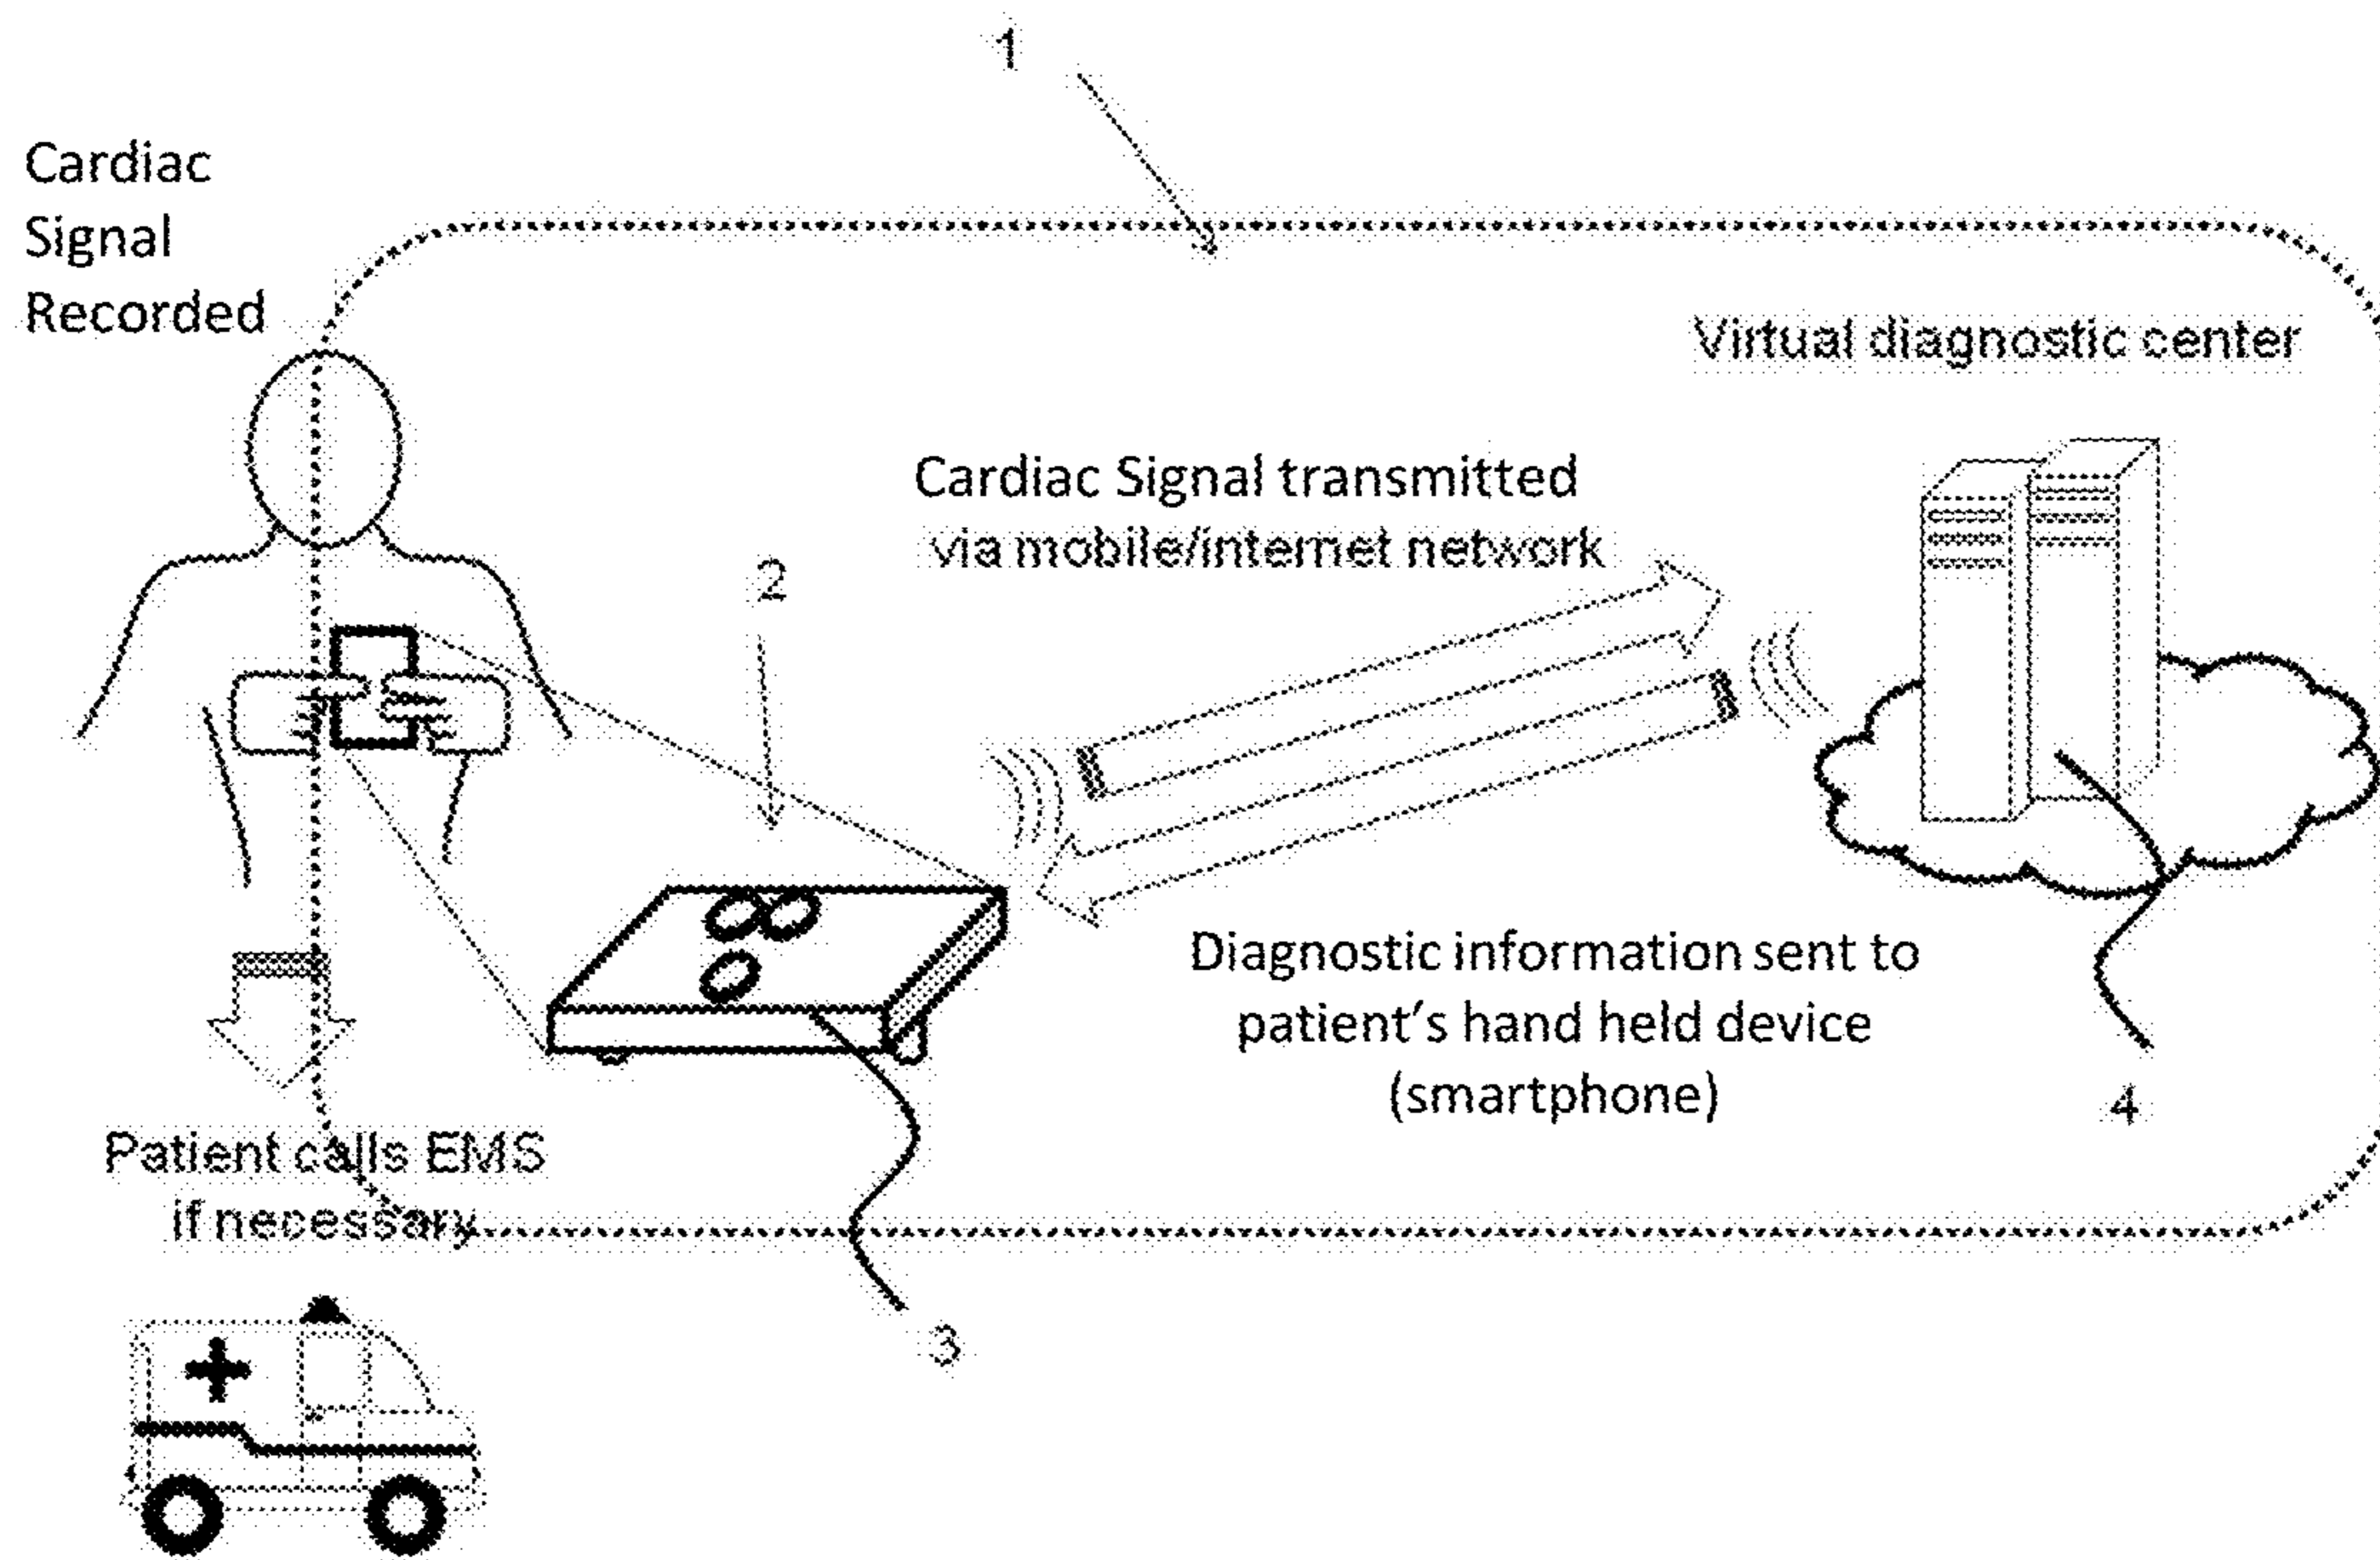 1
Cardiac
Signal
Recorded
Virtual diagnostic center
Cardiac Signal transmitted
via mobile/internet network
2
Diagnostic information sent to
patient's hand held device
(smartphone)
4
Patient calls EMS
if necessary
3